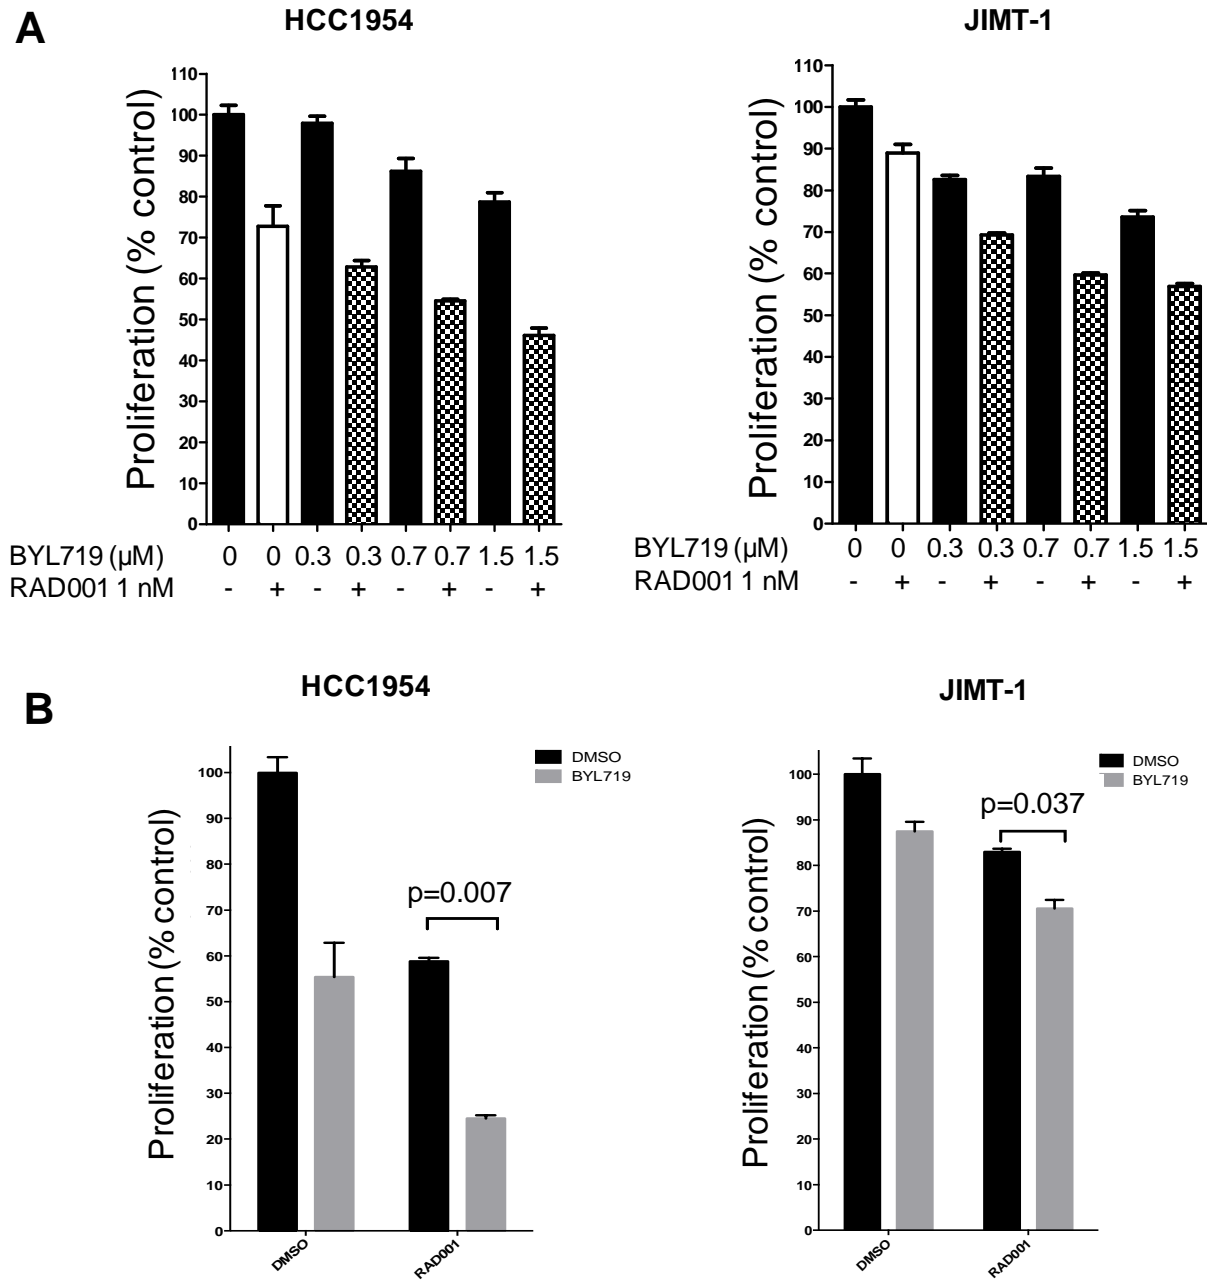 A
HCC1954
JIMT-1
Proliferation (% control)
110
100
90
80
70
60
50
40
30
20
10
0
BYL719 (µM) 0 0 0.3 0.3 0.7 0.7 1.5 1.5
RAD001 1 nM - + - + - + - +
Proliferation (% control)
110
100
90
80
70
60
50
40
30
20
10
0
BYL719 (µM) 0 0 0.3 0.3 0.7 0.7 1.5 1.5
RAD001 1 nM - + - + - + - +
B
HCC1954
JIMT-1
Proliferation (% control)
100
90
80
70
60
50
40
30
20
10
0
DMSO
BYL719
p=0.007
DMSO
RAD001
Proliferation (% control)
100
90
80
70
60
50
40
30
20
10
0
DMSO
BYL719
p=0.037
DMSO
RAD001